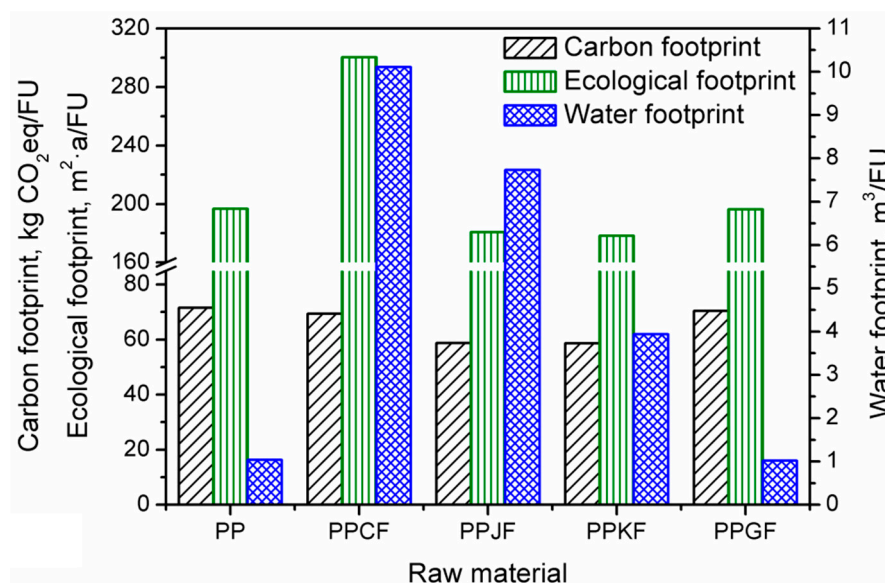 Carbon footprint, kg CO₂eq/FU
Ecological footprint, m²·a/FU
320
280
240
200
160
80
60
40
20
0
Carbon footprint
Ecological footprint
Water footprint
11
10
9
8
7
6
5
4
3
2
1
0
Water footprint, m³/FU
PP PPCF PPJF PPKF PPGF
Raw material